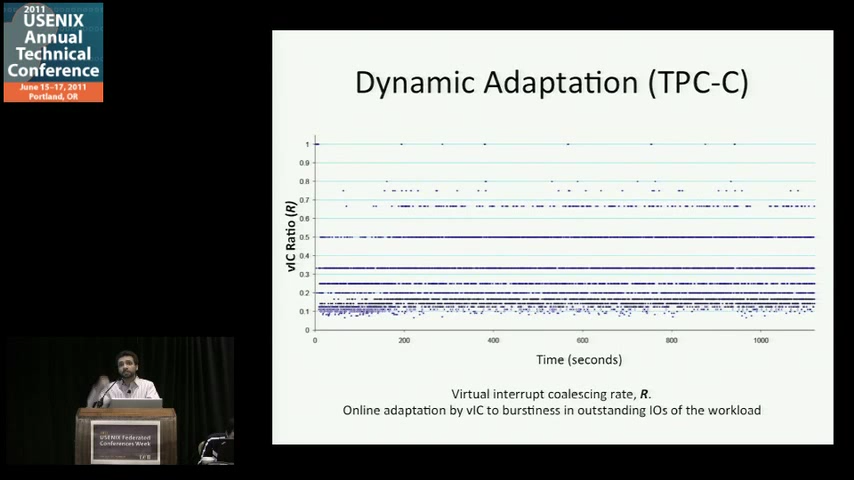 2011
USENIX
Annual
Technical
Conference
June 15–17, 2011
Portland, OR
Dynamic Adaptation (TPC-C)
1
0.9
0.8
0.7
0.6
0.5
0.4
0.3
0.2
0.1
0
vIC Ratio (R)
0 200 400 600 800 1000
Time (seconds)
Virtual interrupt coalescing rate, R.
Online adaptation by vIC to burstiness in outstanding IOs of the workload
USENIX Federated
Conferences Week